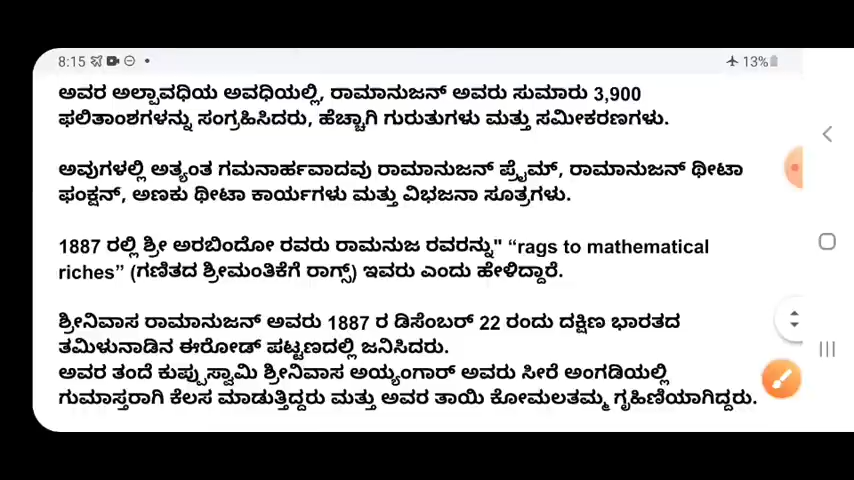 8:15
13%
ಅವರ ಅಲ್ಪಾವಧಿಯ ಅವಧಿಯಲ್ಲಿ, ರಾಮಾನುಜನ್ ಅವರು ಸುಮಾರು 3,900
ಫಲಿತಾಂಶಗಳನ್ನು ಸಂಗ್ರಹಿಸಿದರು, ಹೆಚ್ಚಾಗಿ ಗುರುತುಗಳು ಮತ್ತು ಸಮೀಕರಣಗಳು.
ಅವುಗಳಲ್ಲಿ ಅತ್ಯಂತ ಗಮನಾರ್ಹವಾದವು ರಾಮಾನುಜನ್ ಪ್ರೈಮ್, ರಾಮಾನುಜನ್ ಥೀಟಾ
ಫಂಕ್ಷನ್, ಅಣಕು ಥೀಟಾ ಕಾರ್ಯಗಳು ಮತ್ತು ವಿಭಜನಾ ಸೂತ್ರಗಳು.
1887 ರಲ್ಲಿ ಶ್ರೀ ಅರಬಿಂದೋ ರವರು ರಾಮನುಜ ರವರನ್ನು" “rags to mathematical
riches” (ಗಣಿತದ ಶ್ರೀಮಂತಿಕೆಗೆ ರಾಗ್ಸ್) ಇವರು ಎಂದು ಹೇಳಿದ್ದಾರೆ.
ಶ್ರೀನಿವಾಸ ರಾಮಾನುಜನ್ ಅವರು 1887 ರ ಡಿಸೆಂಬರ್ 22 ರಂದು ದಕ್ಷಿಣ ಭಾರತದ
ತಮಿಳುನಾಡಿನ ಈರೋಡ್ ಪಟ್ಟಣದಲ್ಲಿ ಜನಿಸಿದರು.
ಅವರ ತಂದೆ ಕುಪ್ಪುಸ್ವಾಮಿ ಶ್ರೀನಿವಾಸ ಅಯ್ಯಂಗಾರ್ ಅವರು ಸೀರೆ ಅಂಗಡಿಯಲ್ಲಿ
ಗುಮಾಸ್ತರಾಗಿ ಕೆಲಸ ಮಾಡುತ್ತಿದ್ದರು ಮತ್ತು ಅವರ ತಾಯಿ ಕೋಮಲತಮ್ಮ ಗೃಹಿಣಿಯಾಗಿದ್ದರು.